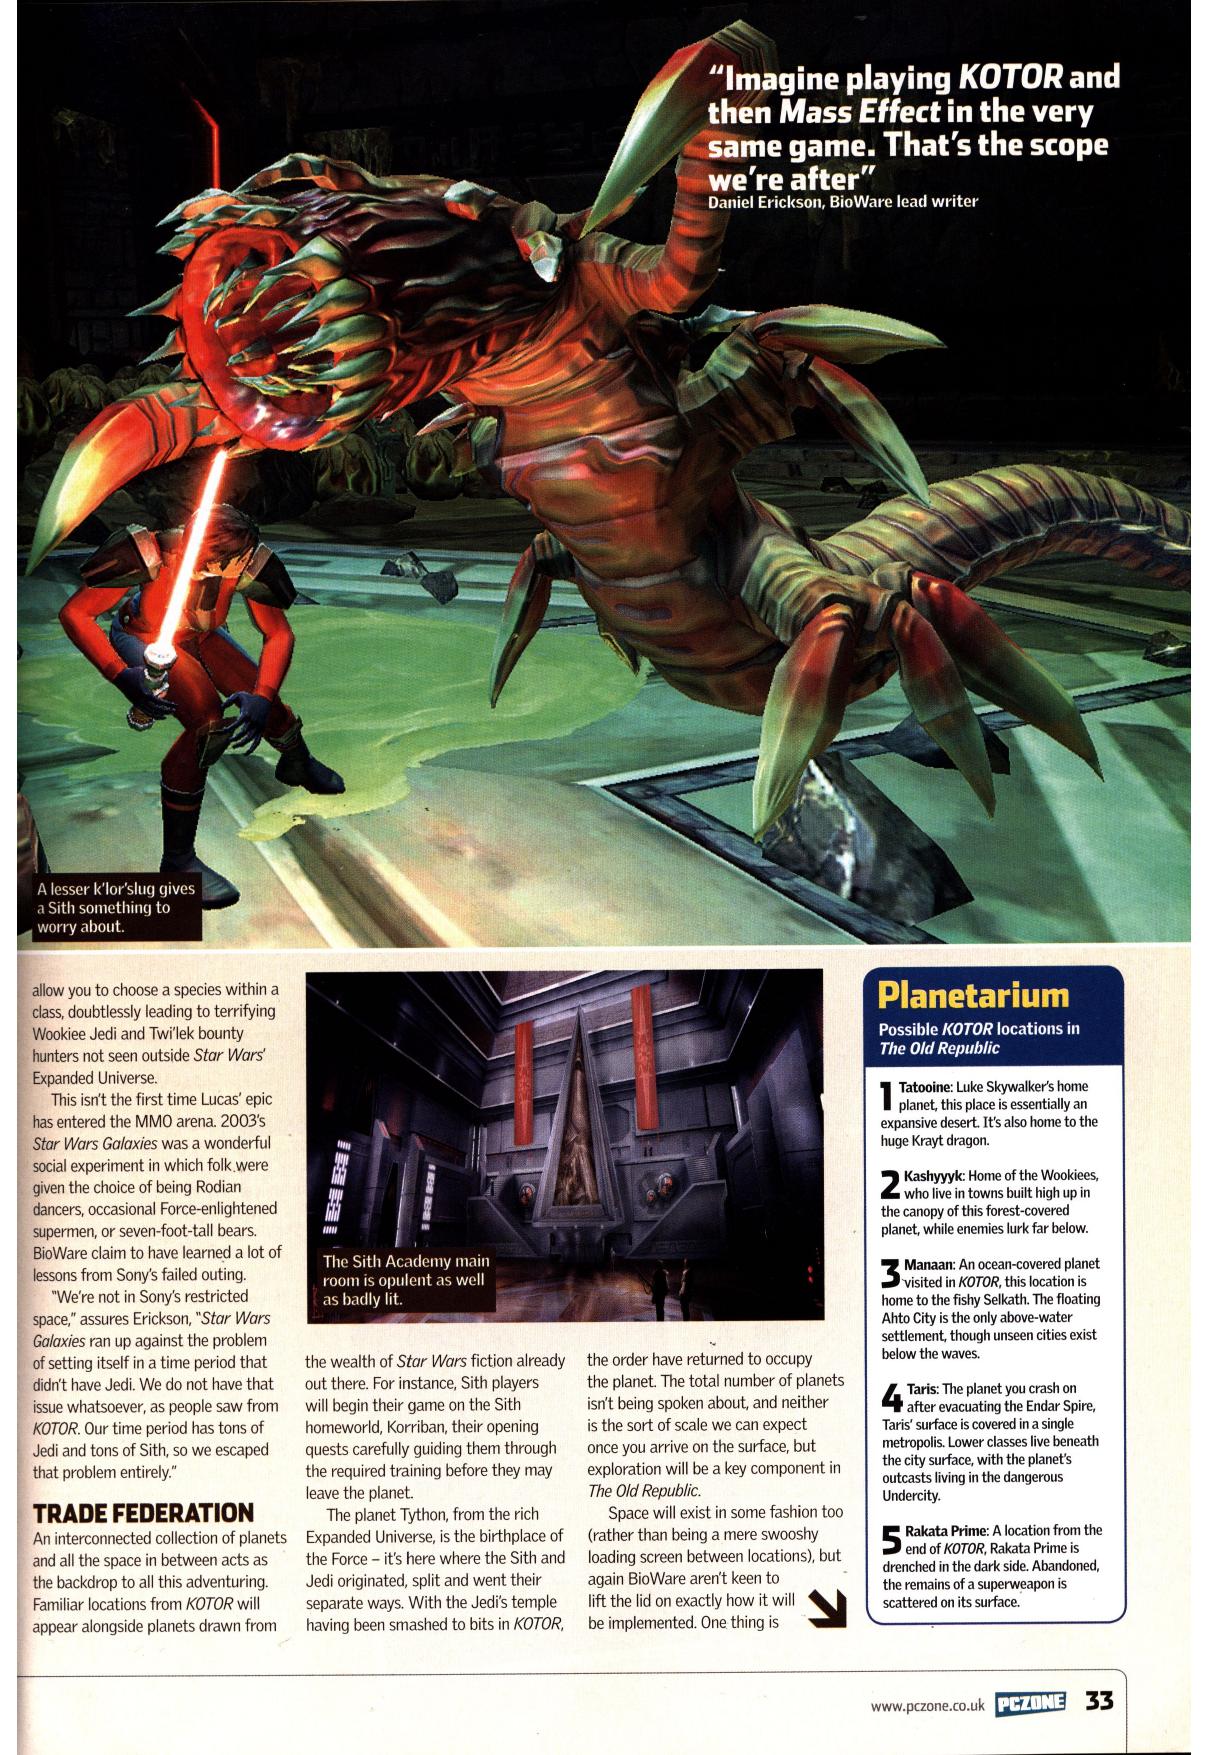 “Imagine playing KOTOR and
then Mass Effect in the very
same game. That’s the scope
we’re after”
Daniel Erickson, BioWare lead writer
A lesser k’lor’slug gives
a Sith something to
worry about.
allow you to choose a species within a
class, doubtlessly leading to terrifying
Wookiee Jedi and Twi’lek bounty
hunters not seen outside Star Wars’
Expanded Universe.
This isn’t the first time Lucas’ epic
has entered the MMO arena. 2003’s
Star Wars Galaxies was a wonderful
social experiment in which folk were
given the choice of being Rodian
dancers, occasional Force-enlightened
supermen, or seven-foot-tall bears.
BioWare claim to have learned a lot of
lessons from Sony’s failed outing.
“We’re not in Sony’s restricted
space,” assures Erickson, “Star Wars
Galaxies ran up against the problem
of setting itself in a time period that
didn’t have Jedi. We do not have that
issue whatsoever, as people saw from
KOTOR. Our time period has tons of
Jedi and tons of Sith, so we escaped
that problem entirely.”
TRADE FEDERATION
An interconnected collection of planets
and all the space in between acts as
the backdrop to all this adventuring.
Familiar locations from KOTOR will
appear alongside planets drawn from
The Sith Academy main
room is opulent as well
as badly lit.
the wealth of Star Wars fiction already
out there. For instance, Sith players
will begin their game on the Sith
homeworld, Korriban, their opening
quests carefully guiding them through
the required training before they may
leave the planet.
The planet Tython, from the rich
Expanded Universe, is the birthplace of
the Force – it’s here where the Sith and
Jedi originated, split and went their
separate ways. With the Jedi’s temple
having been smashed to bits in KOTOR,
the order have returned to occupy
the planet. The total number of planets
isn’t being spoken about, and neither
is the sort of scale we can expect
once you arrive on the surface, but
exploration will be a key component in
The Old Republic.
Space will exist in some fashion too
(rather than being a mere swooshy
loading screen between locations), but
again BioWare aren’t keen to
lift the lid on exactly how it will
be implemented. One thing is
Planetarium
Possible KOTOR locations in
The Old Republic
1 Tatooine: Luke Skywalker’s home
planet, this place is essentially an
expansive desert. It’s also home to the
huge Krayt dragon.
2 Kashyyyk: Home of the Wookiees,
who live in towns built high up in
the canopy of this forest-covered
planet, while enemies lurk far below.
3 Manaan: An ocean-covered planet
visited in KOTOR, this location is
home to the fishy Selkath. The floating
Ahto City is the only above-water
settlement, though unseen cities exist
below the waves.
4 Taris: The planet you crash on
after evacuating the Endar Spire,
Taris’ surface is covered in a single
metropolis. Lower classes live beneath
the city surface, with the planet’s
outcasts living in the dangerous
Undercity.
5 Rakata Prime: A location from the
end of KOTOR, Rakata Prime is
drenched in the dark side. Abandoned,
the remains of a superweapon is
scattered on its surface.
www.pczone.co.uk PCZONE 33